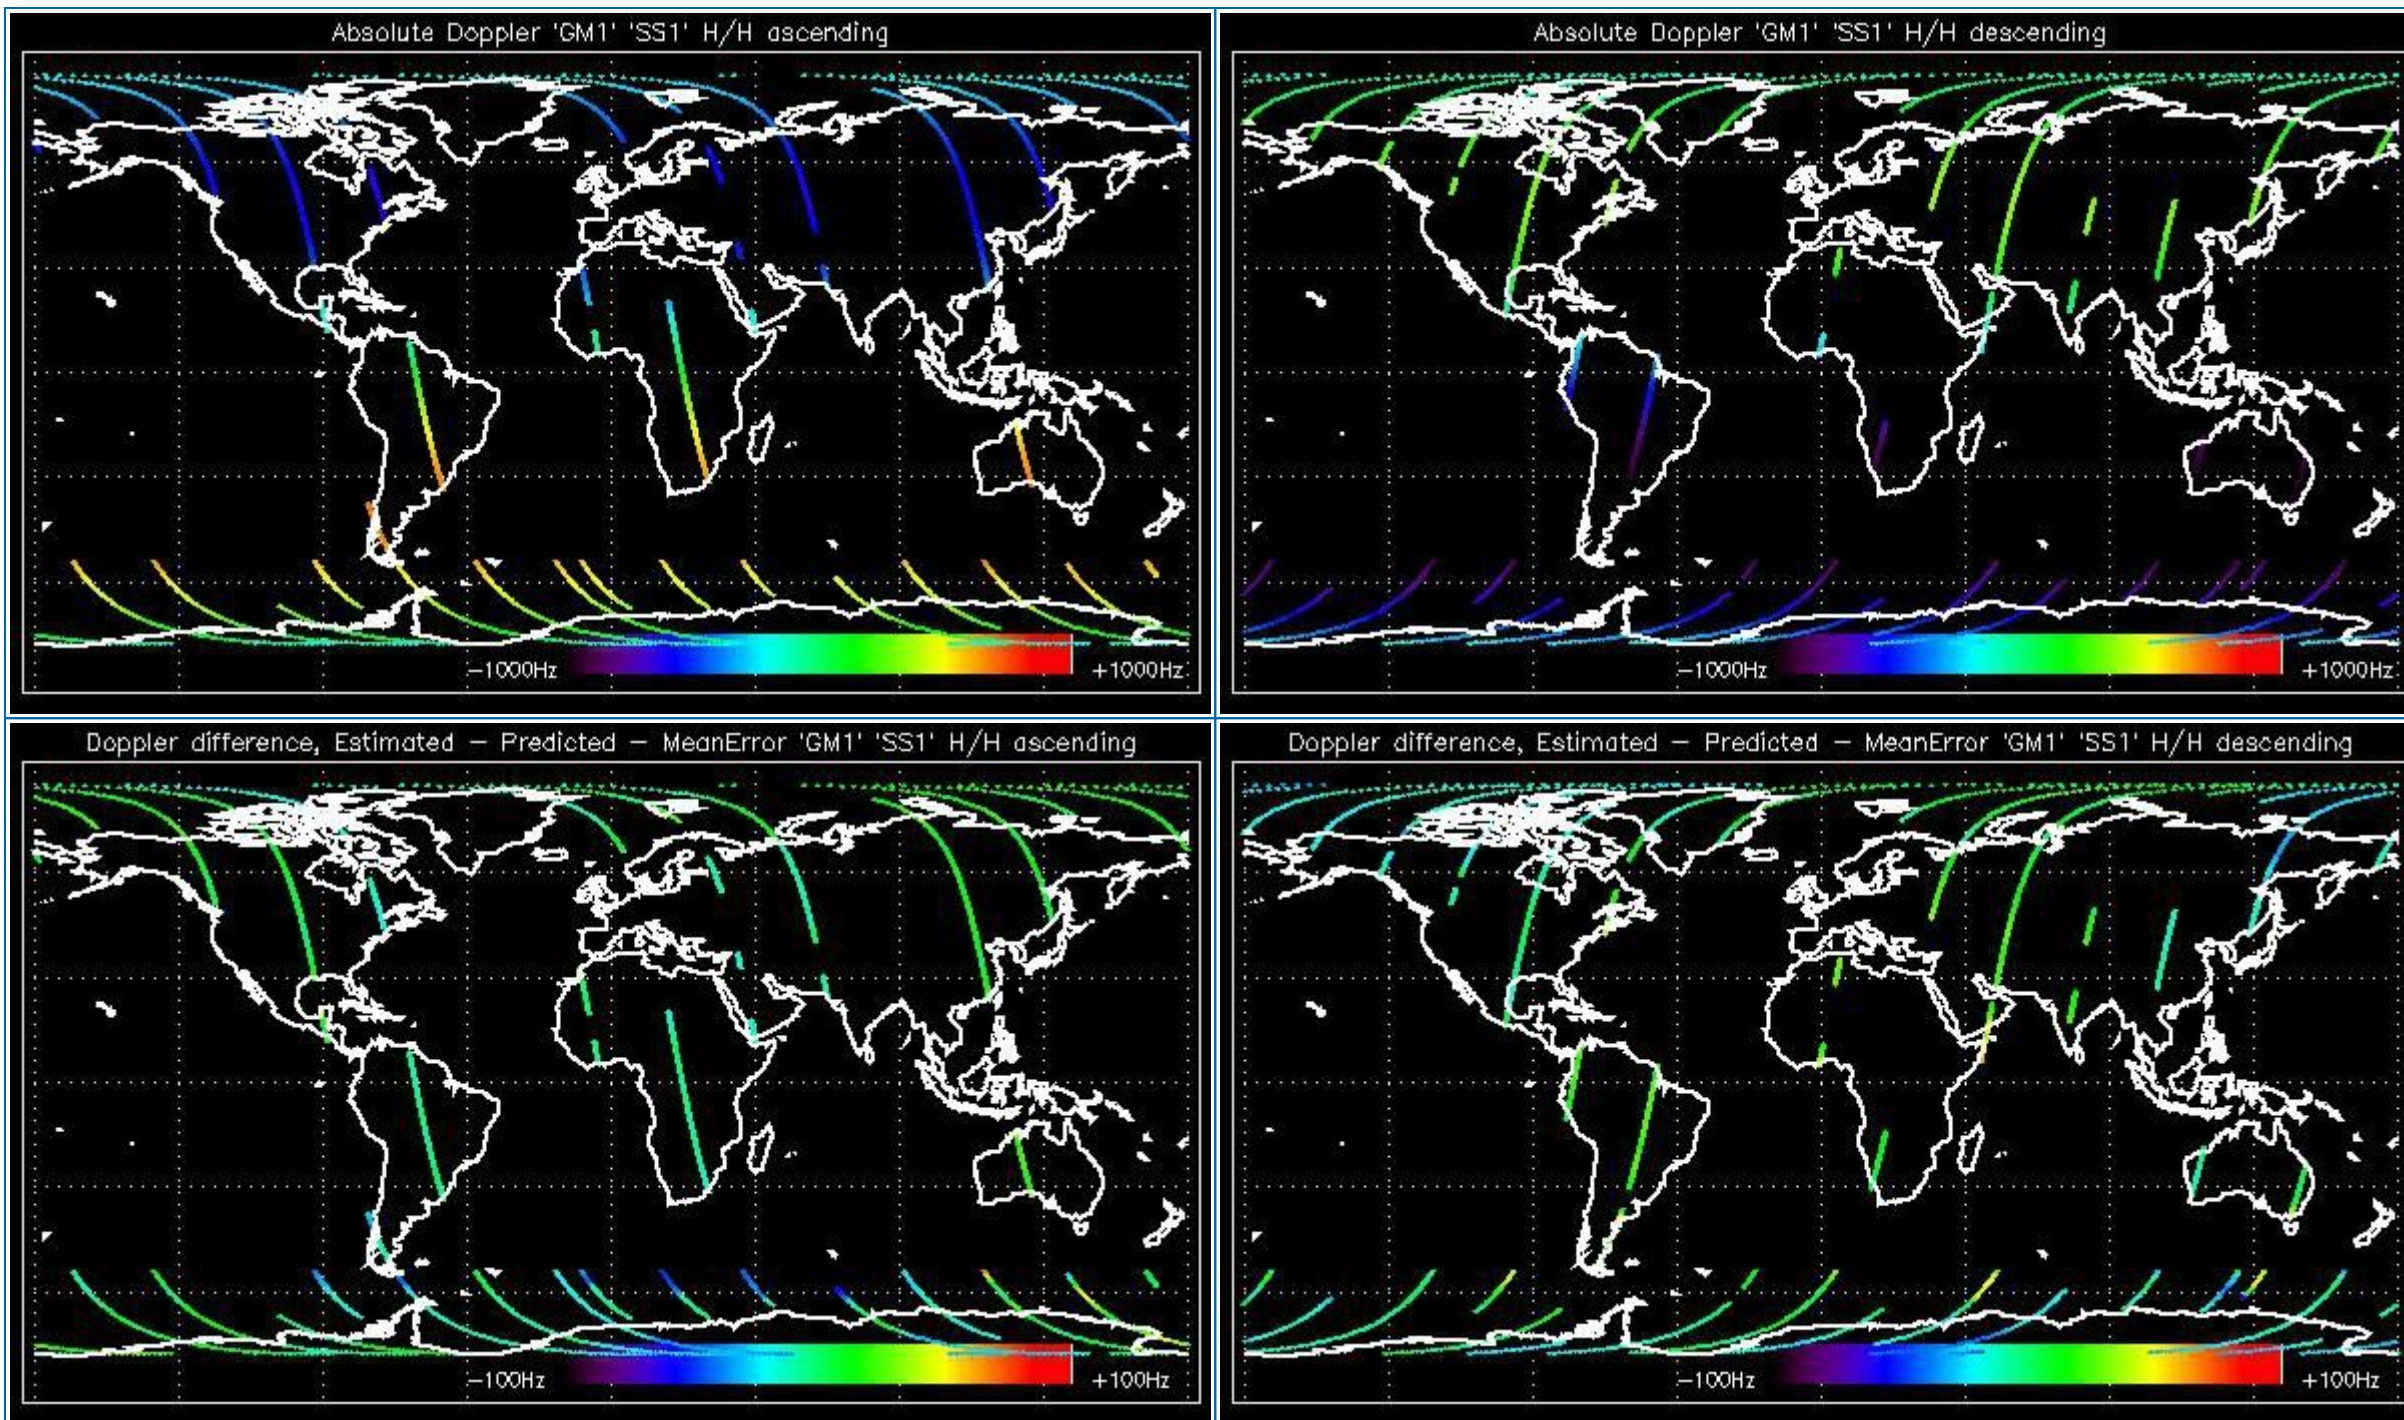 Absolute Doppler 'GM1' 'SS1' H/H ascending
-1000Hz
+1000Hz
Absolute Doppler 'GM1' 'SS1' H/H descending
-1000Hz
+1000Hz
Doppler difference, Estimated - Predicted - MeanError 'GM1' 'SS1' H/H ascending
-100Hz
+100Hz
Doppler difference, Estimated - Predicted - MeanError 'GM1' 'SS1' H/H descending
-100Hz
+100Hz